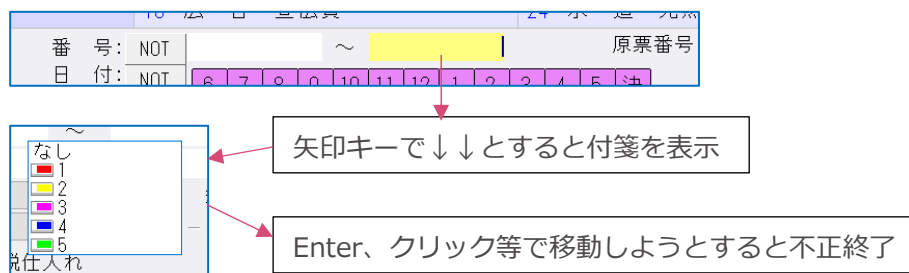 番 号: NOT ～ 原票番号
日 付: NOT 6 7 8 9 10 11 12 1 2 3 4 5 決
矢印キーで↓↓とすると付箋を表示
～
なし
1
2
3
4
5
税仕入れ
Enter、クリック等で移動しようとすると不正終了